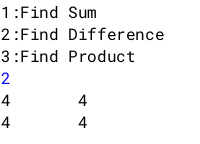 1:Find Sum
2:Find Difference
3:Find Product
2
4 4
4 4